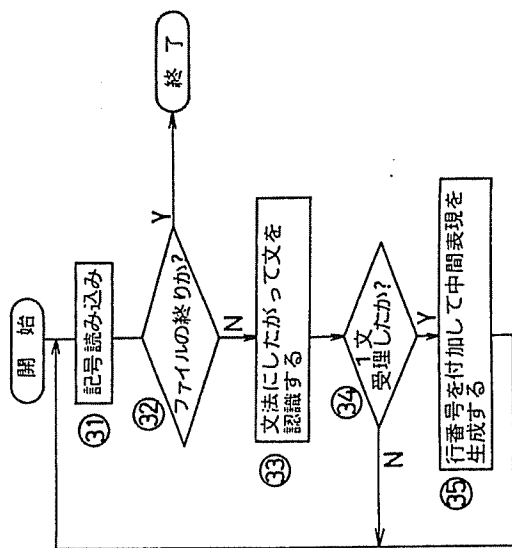 開始
㉛
記号読み込み
㉜
ファイルの終りか?
Y
終了
N
㉝
文法にしたがって文を
認識する
㉞
1文
受理したか?
N
Y
㉟
行番号を付加して中間表現を
生成する